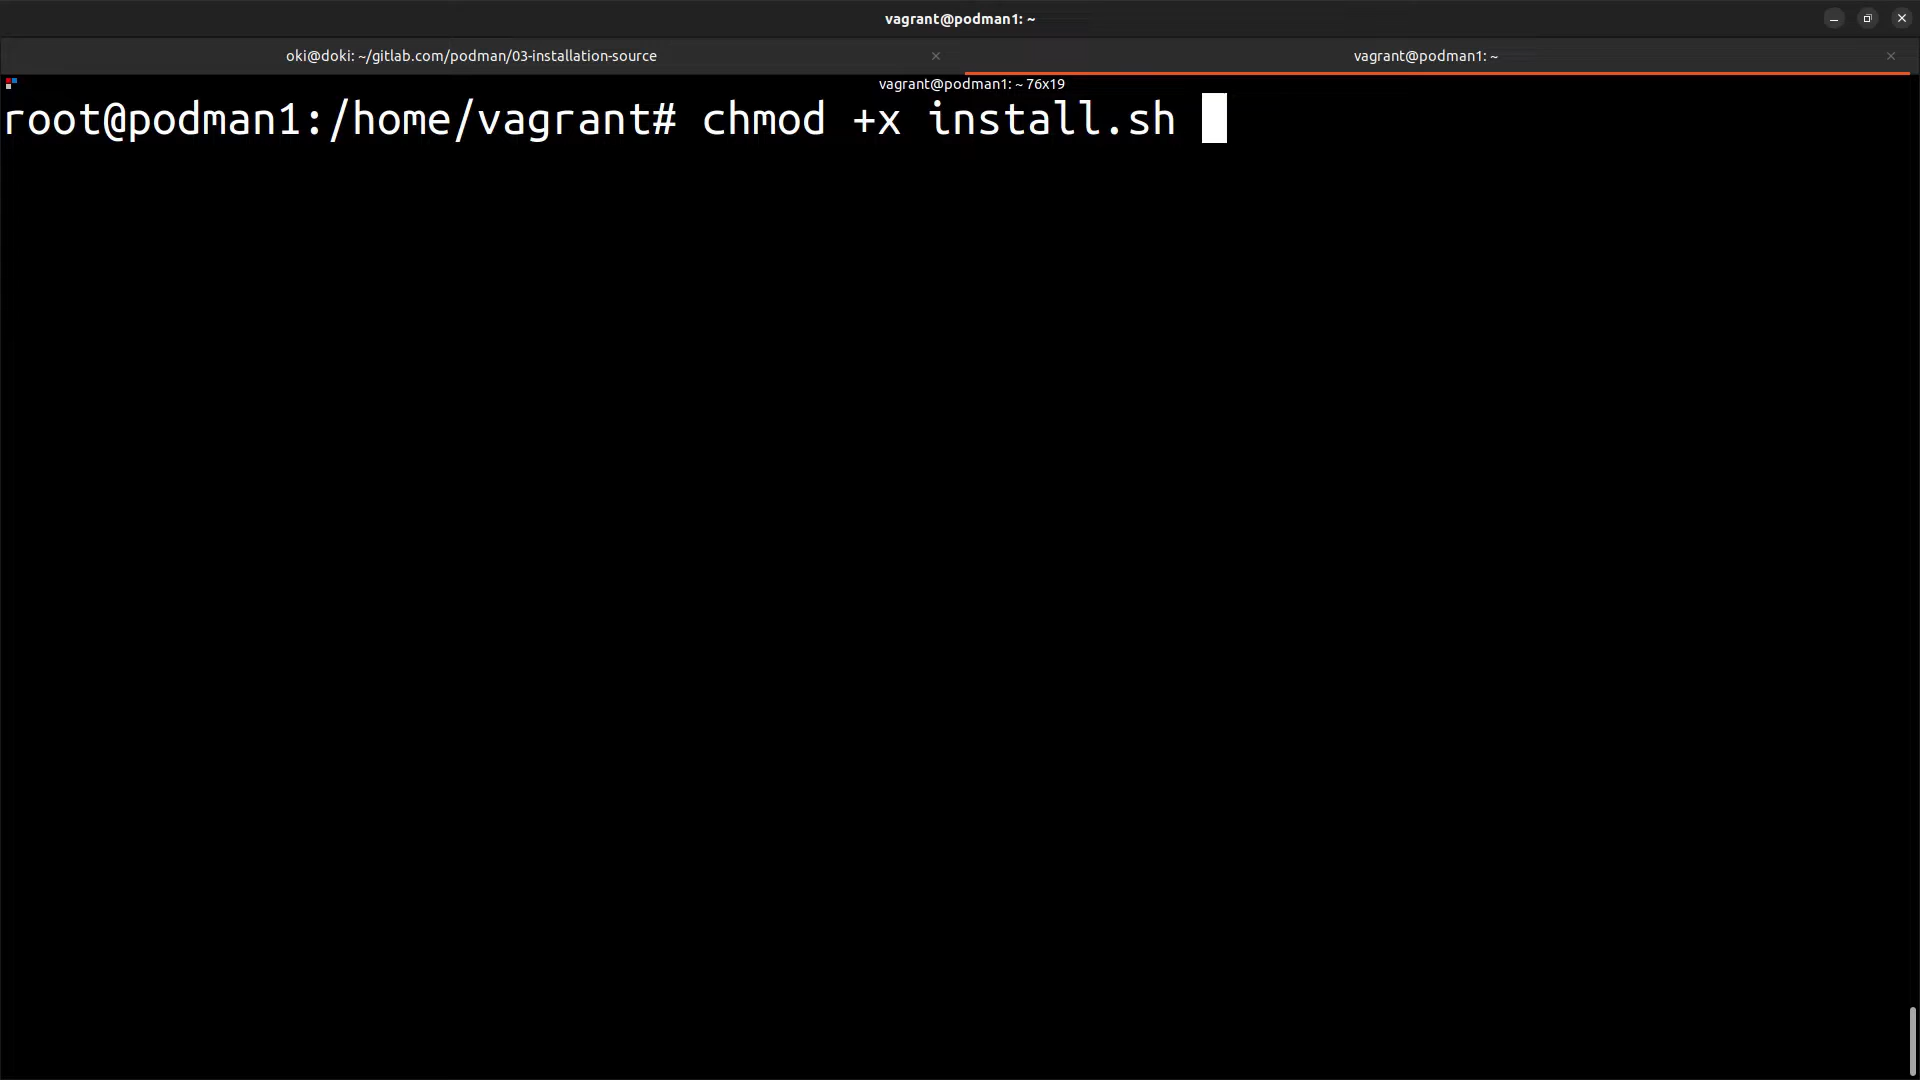 vagrant@podman1: ~
oki@doki: ~/gitlab.com/podman/03-installation-source
vagrant@podman1: ~
vagrant@podman1: ~ 76x19
root@podman1:/home/vagrant# chmod +x install.sh